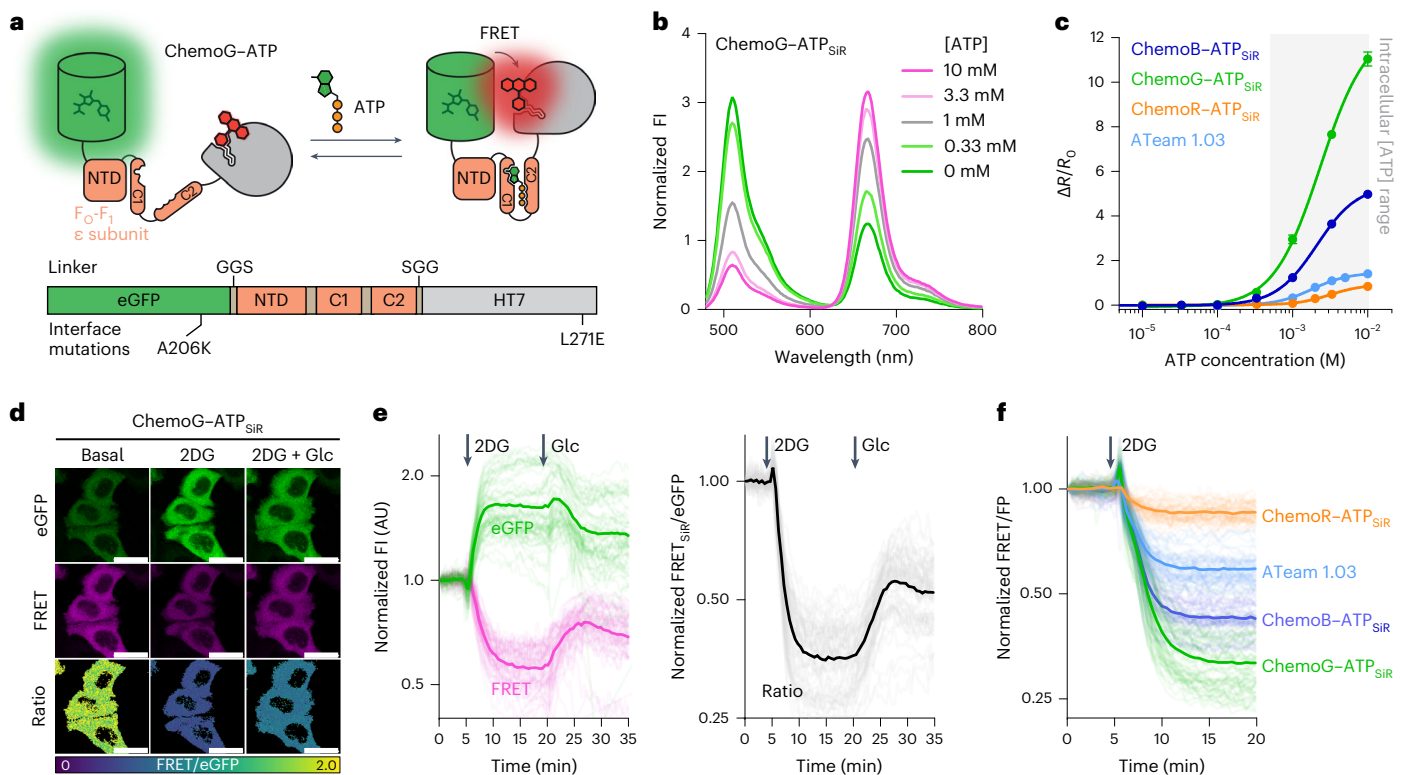 a
ChemoG–ATP
FRET
ATP
NTD
C1
C2
NTD
C1
C2
FO-F1
ε subunit
Linker
GGS
SGG
eGFP
NTD
C1
C2
HT7
Interface
mutations
A206K
L271E
b
ChemoG–ATPSiR
[ATP]
10 mM
3.3 mM
1 mM
0.33 mM
0 mM
Normalized FI
4
3
2
1
0
500
600
700
800
Wavelength (nm)
c
ChemoB–ATPSiR
ChemoG–ATPSiR
ChemoR–ATPSiR
ATeam 1.03
Intracellular [ATP] range
ΔR/R0
12
10
8
6
4
2
0
10−5
10−4
10−3
10−2
ATP concentration (M)
d
ChemoG–ATPSiR
Basal
2DG
2DG + Glc
eGFP
FRET
Ratio
0
FRET/eGFP
2.0
e
2DG
Glc
eGFP
FRET
Normalized FI (AU)
2.0
1.0
0.5
0
5
10
15
20
25
30
35
Time (min)
2DG
Glc
Ratio
Normalized FRETSiR/eGFP
1.00
0.50
0.25
0
5
10
15
20
25
30
35
Time (min)
f
2DG
Normalized FRET/FP
1.00
0.50
0.25
ChemoR–ATPSiR
ATeam 1.03
ChemoB–ATPSiR
ChemoG–ATPSiR
0
5
10
15
20
Time (min)